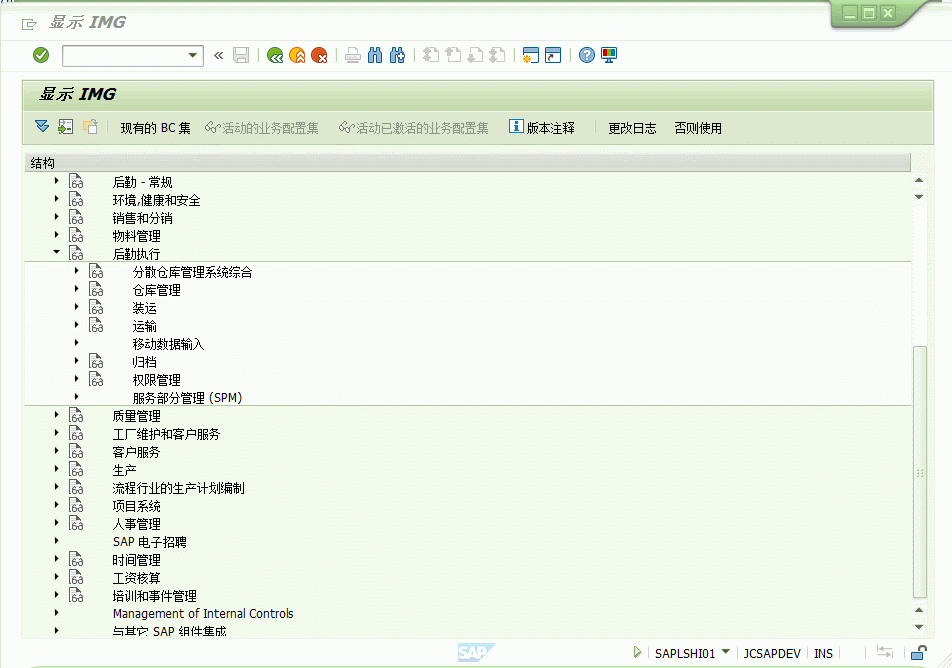 显示 IMG
显示 IMG
现有的 BC 集 活动的业务配置集 活动已激活的业务配置集 版本注释 更改日志 否则使用
结构
后勤 - 常规
环境,健康和安全
销售和分销
物料管理
后勤执行
分散仓库管理系统综合
仓库管理
装运
运输
移动数据输入
归档
权限管理
服务部分管理 (SPM)
质量管理
工厂维护和客户服务
客户服务
生产
流程行业的生产计划编制
项目系统
人事管理
SAP 电子招聘
时间管理
工资核算
培训和事件管理
Management of Internal Controls
与其它 SAP 组件集成
SAP SAPLSHI01 JCSAPDEV INS